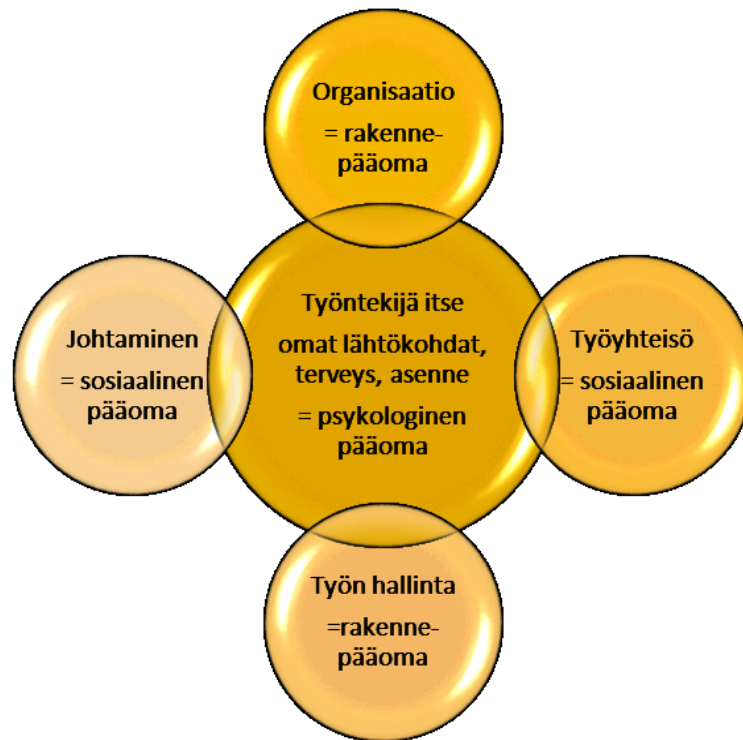 Organisaatio
= rakenne-
pääoma
Johtaminen
= sosiaalinen
pääoma
Työntekijä itse
omat lähtökohdat,
terveys, asenne
= psykologinen
pääoma
Työyhteisö
= sosiaalinen
pääoma
Työn hallinta
=rakenne-
pääoma